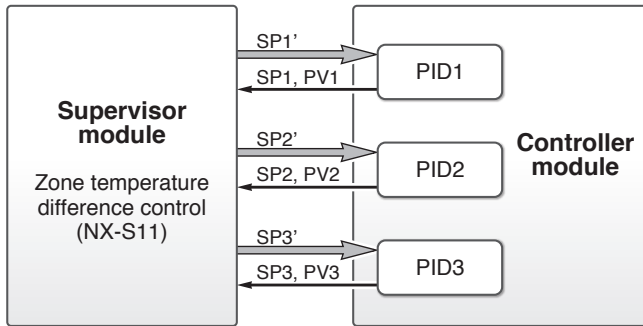 Supervisor
module
Zone temperature
difference control
(NX-S11)
SP1’
SP1, PV1
SP2’
SP2, PV2
SP3’
SP3, PV3
PID1
PID2
PID3
Controller
module